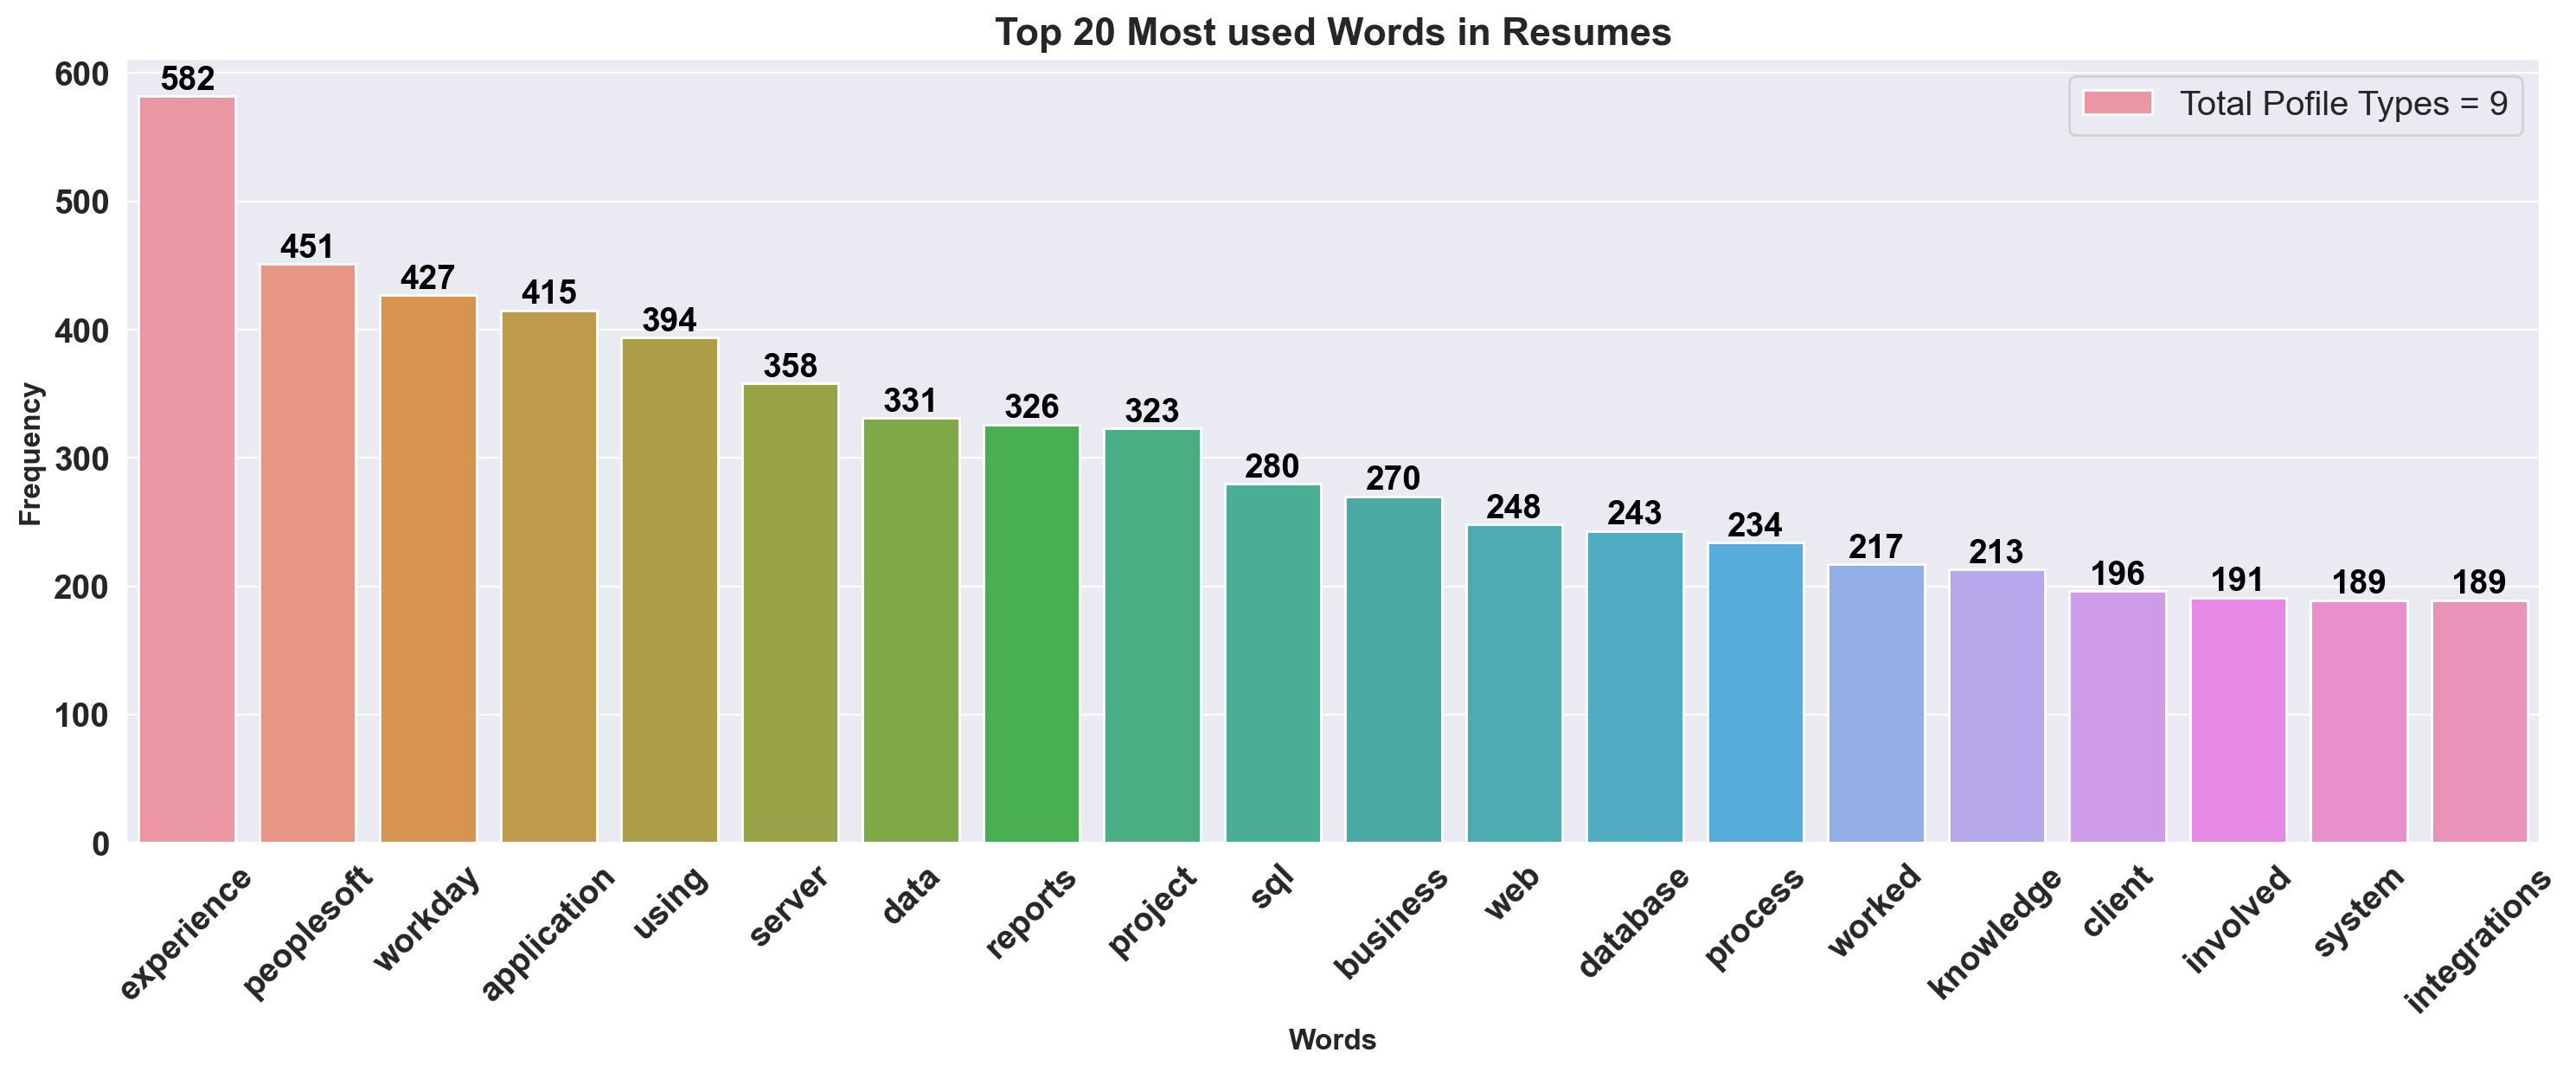 Top 20 Most used Words in Resumes
Total Pofile Types = 9
Frequency
600
500
400
300
200
100
0
582
451
427
415
394
358
331
326
323
280
270
248
243
234
217
213
196
191
189
189
experience
peoplesoft
workday
application
using
server
data
reports
project
sql
business
web
database
process
worked
knowledge
client
involved
system
integrations
Words